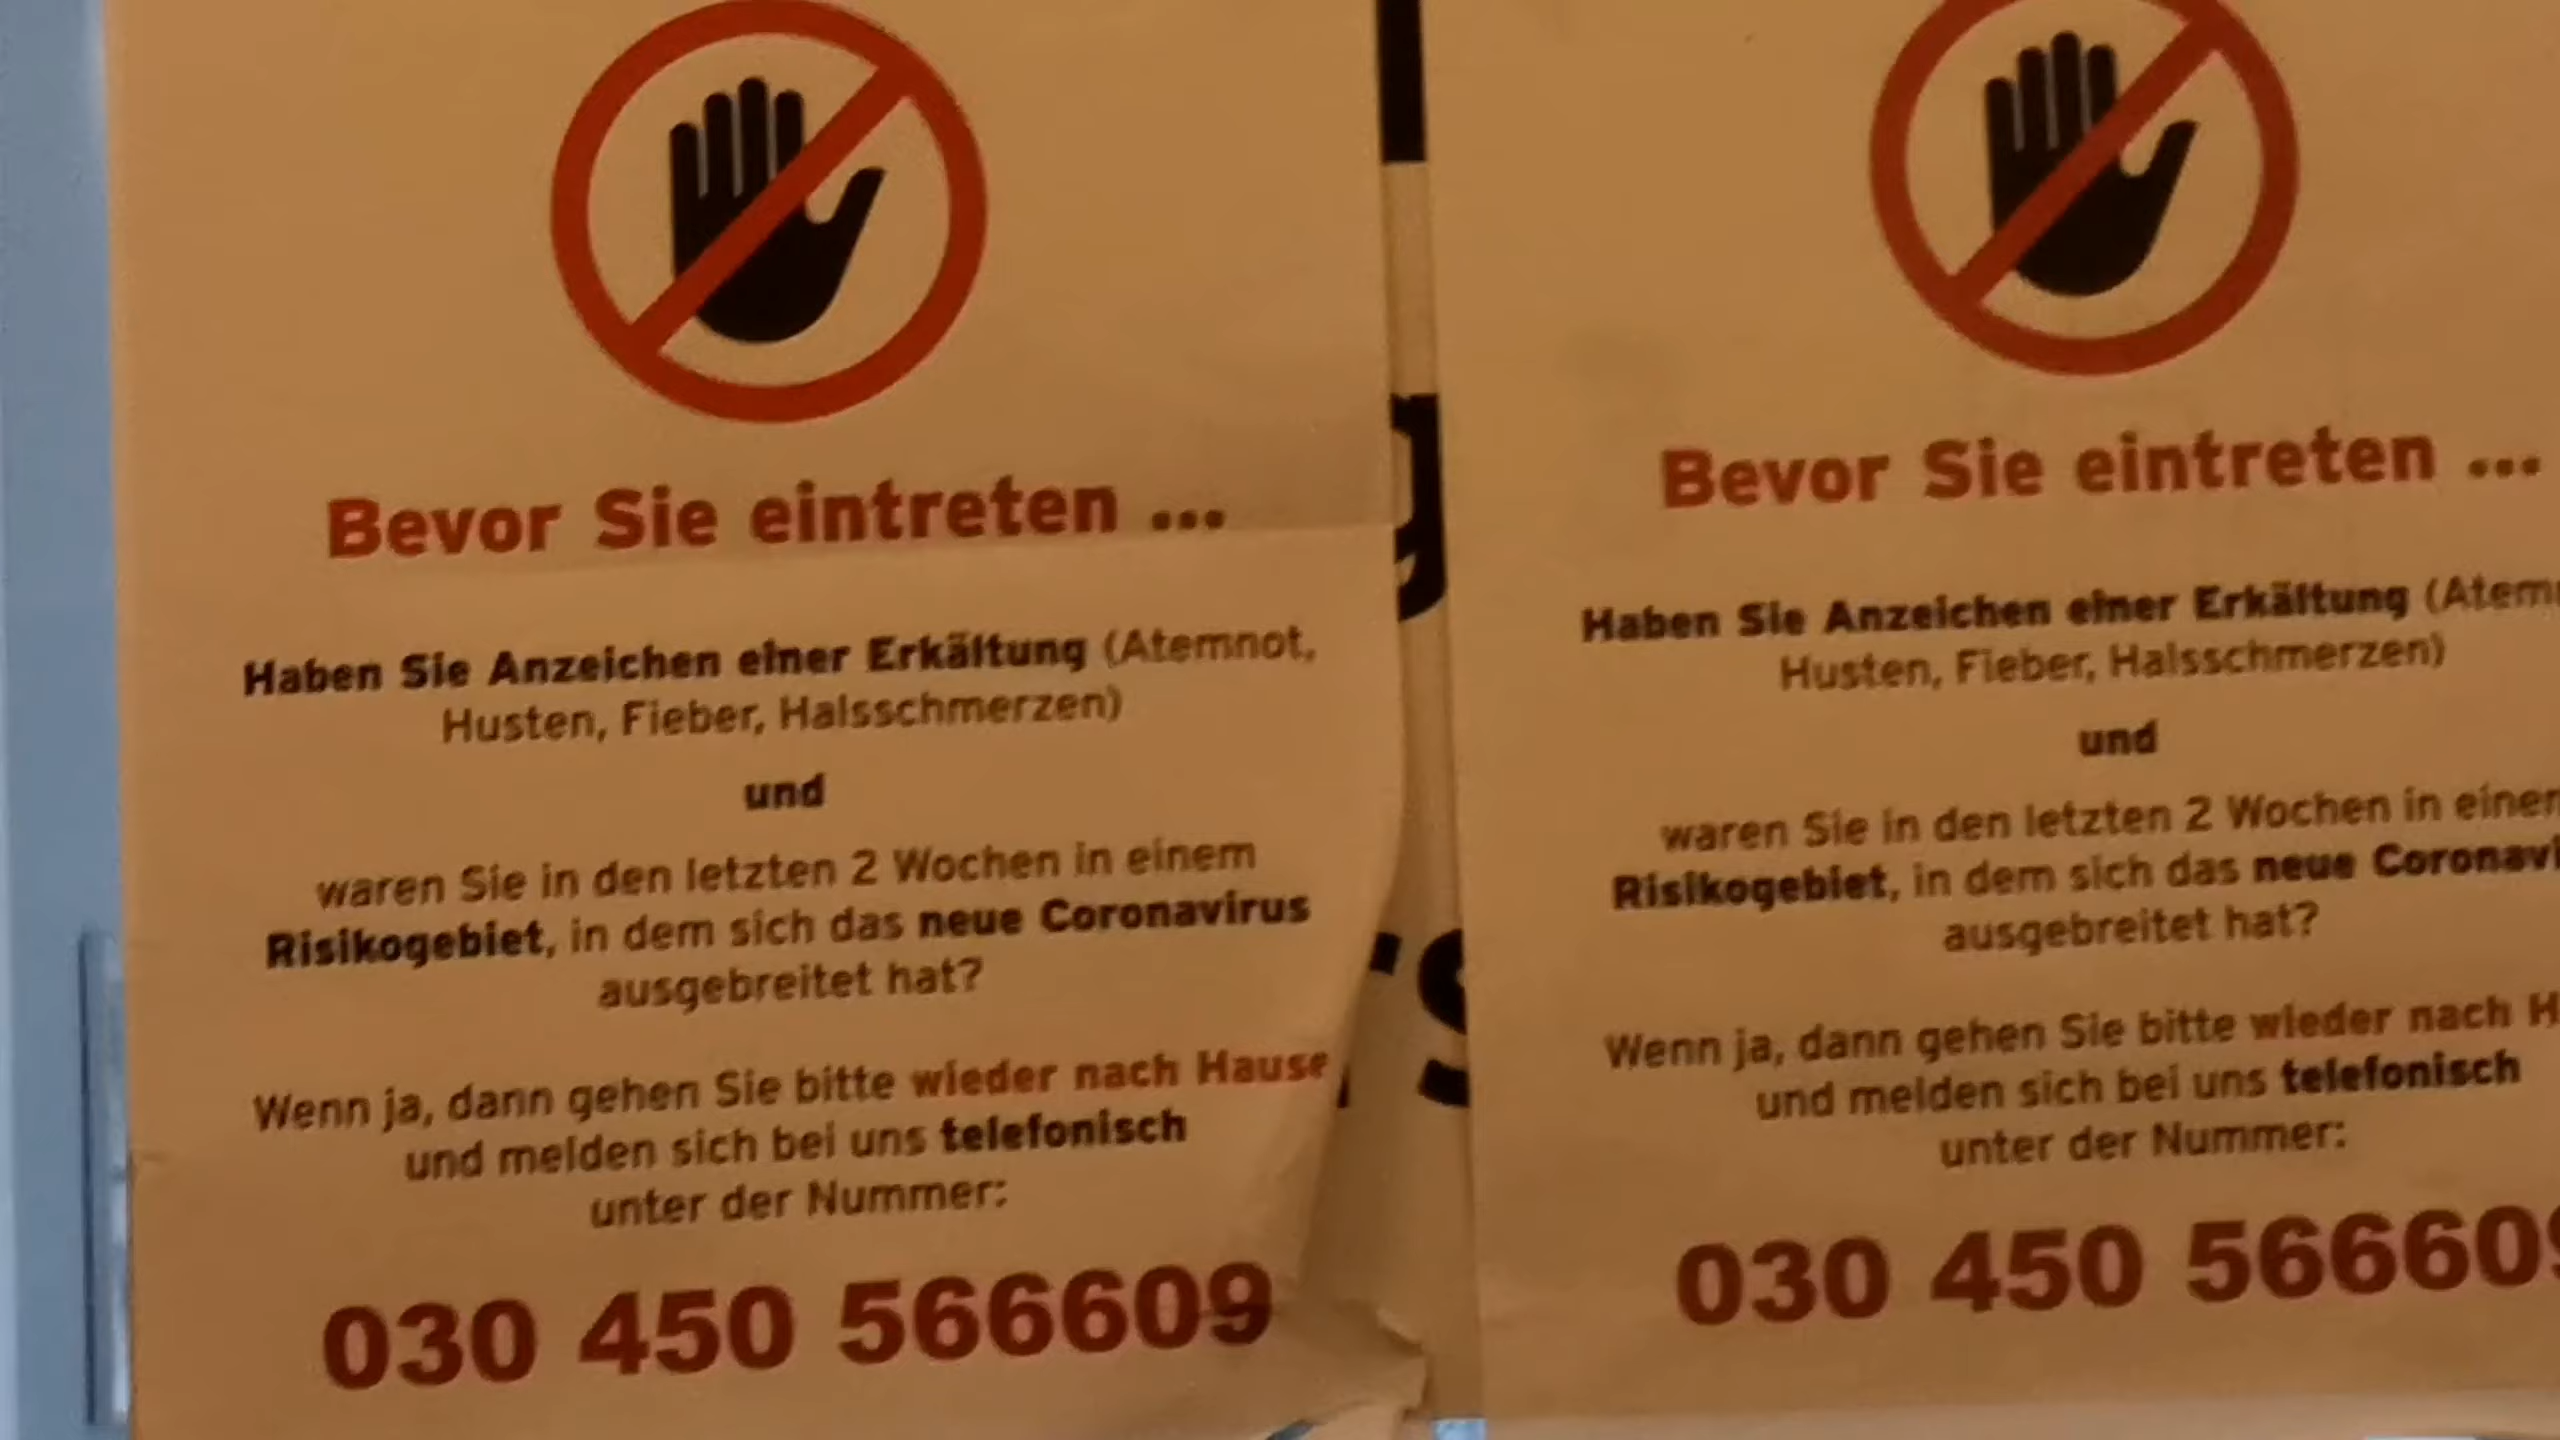 Bevor Sie eintreten ...
Haben Sie Anzeichen einer Erkältung (Atemnot,
Husten, Fieber, Halsschmerzen)
und
waren Sie in den letzten 2 Wochen in einem
Risikogebiet, in dem sich das neue Coronavirus
ausgebreitet hat?
Wenn ja, dann gehen Sie bitte wieder nach Hause
und melden sich bei uns telefonisch
unter der Nummer:
030 450 566609
Bevor Sie eintreten ...
Haben Sie Anzeichen einer Erkältung (Atem
Husten, Fieber, Halsschmerzen)
und
waren Sie in den letzten 2 Wochen in einem
Risikogebiet, in dem sich das neue Coronavi
ausgebreitet hat?
Wenn ja, dann gehen Sie bitte wieder nach H
und melden sich bei uns telefonisch
unter der Nummer:
030 450 566609